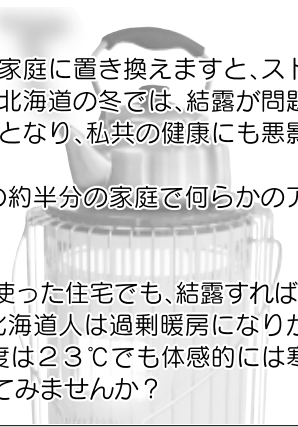 家庭に置き換えますと、スト
北海道の冬では、結露が問題
となり、私共の健康にも悪影
の約半分の家庭で何らかのア
使った住宅でも、結露すれば
北海道人は過剰暖房になりが
度は２３℃でも体感的には寒
てみませんか？